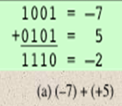 1001 = −7
+0101 = 5
1110 = −2
(a) (−7) + (+5)